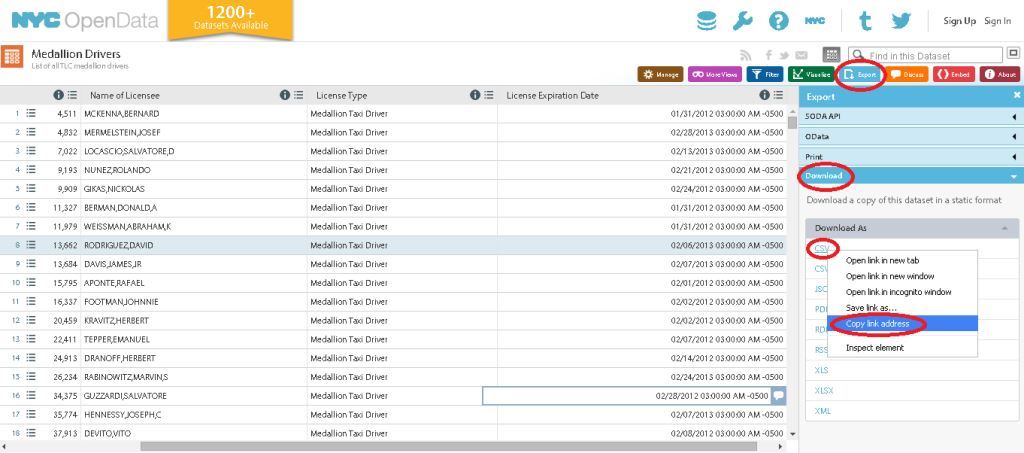 NYC OpenData
1200+
Datasets Available
NYC
Sign Up Sign In
Medallion Drivers
List of all TLC medallion drivers
Find in this Dataset
Manage More Views Filter Visualize Export Discuss Embed About
Name of Licensee License Type License Expiration Date
1 4,511 MCKENNA,BERNARD Medallion Taxi Driver 01/31/2012 03:00:00 AM -0500
2 4,832 MERMELSTEIN,JOSEF Medallion Taxi Driver 02/28/2013 03:00:00 AM -0500
3 7,022 LOCASCIO,SALVATORE,D Medallion Taxi Driver 02/13/2013 03:00:00 AM -0500
4 9,193 NUNEZ,ROLANDO Medallion Taxi Driver 02/21/2012 03:00:00 AM -0500
5 9,909 GIKAS,NICKOLAS Medallion Taxi Driver 02/24/2012 03:00:00 AM -0500
6 11,327 BERMAN,DONALD,A Medallion Taxi Driver 01/31/2012 03:00:00 AM -0500
7 11,979 WEISSMAN,ABRAHAM,K Medallion Taxi Driver 01/31/2012 03:00:00 AM -0500
8 13,662 RODRIGUEZ,DAVID Medallion Taxi Driver 02/06/2013 03:00:00 AM -0500
9 13,684 DAVIS,JAMES,JR Medallion Taxi Driver 02/07/2013 03:00:00 AM -0500
10 15,795 APONTE,RAFAEL Medallion Taxi Driver 02/01/2012 03:00:00 AM -0500
11 16,337 FOOTMAN,JOHNNIE Medallion Taxi Driver 02/02/2012 03:00:00 AM -0500
12 20,459 KRAVITZ,HERBERT Medallion Taxi Driver 02/02/2012 03:00:00 AM -0500
13 22,411 TEPPER,EMANUEL Medallion Taxi Driver 02/07/2012 03:00:00 AM -0500
14 24,913 DRANOFF,HERBERT Medallion Taxi Driver 02/14/2012 03:00:00 AM -0500
15 26,234 RABINOWITZ,MARVIN,S Medallion Taxi Driver 02/24/2013 03:00:00 AM -0500
16 34,375 GUZZARDI,SALVATORE Medallion Taxi Driver 02/28/2012 03:00:00 AM -0500
17 35,774 HENNESSY,JOSEPH,C Medallion Taxi Driver 02/07/2013 03:00:00 AM -0500
18 37,913 DEVITO,VITO Medallion Taxi Driver 02/08/2012 03:00:00 AM -0500
Export
SODA API
OData
Print
Download
Download a copy of this dataset in a static format
Download As
CSV
CSV
JSO
RD
RD
RSS
XLS
XLSX
XML
Open link in new tab
Open link in new window
Open link in incognito window
Save link as...
Copy link address
Inspect element